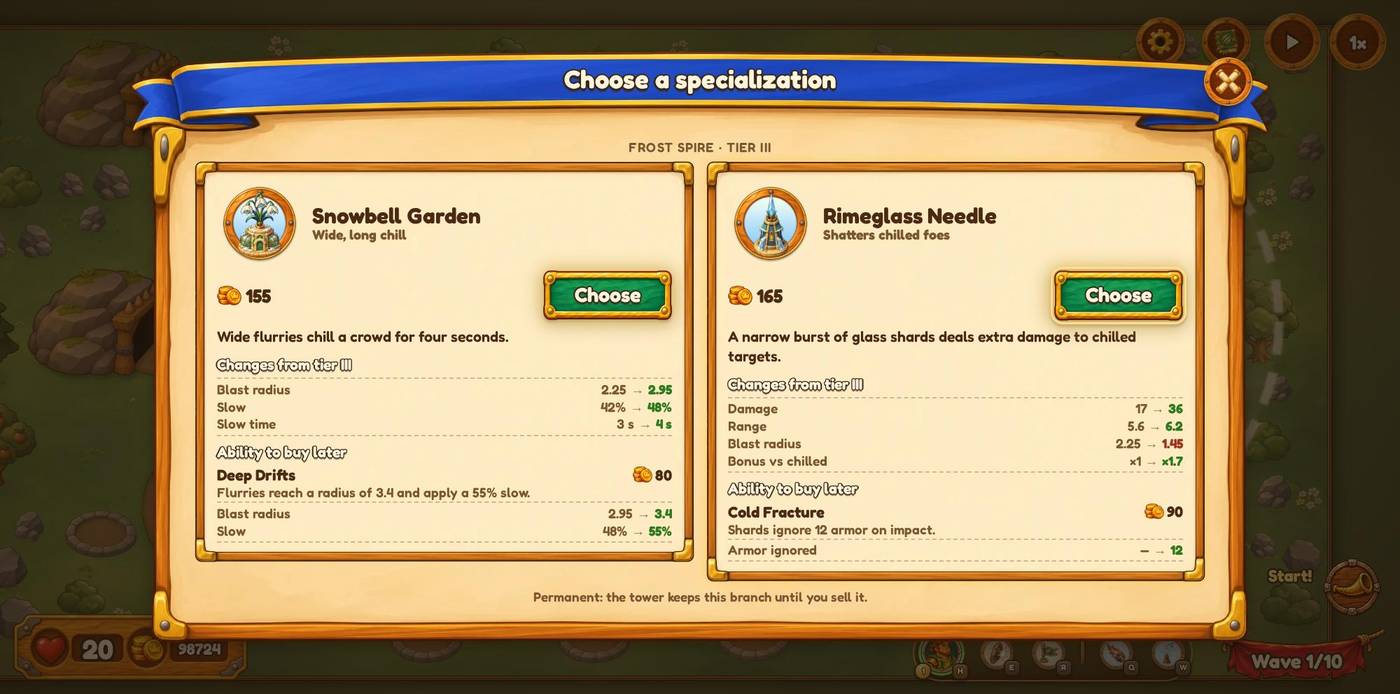 1x
Choose a specialization
FROST SPIRE · TIER III
Snowbell Garden
Wide, long chill
155
Choose
Wide flurries chill a crowd for four seconds.
Changes from tier III
Blast radius 2.25 → 2.95
Slow 42% → 48%
Slow time 3 s → 4 s
Ability to buy later
Deep Drifts 80
Flurries reach a radius of 3.4 and apply a 55% slow.
Blast radius 2.95 → 3.4
Slow 48% → 55%
Rimeglass Needle
Shatters chilled foes
165
Choose
A narrow burst of glass shards deals extra damage to chilled
targets.
Changes from tier III
Damage 17 → 36
Range 5.6 → 6.2
Blast radius 2.25 → 1.45
Bonus vs chilled ×1 → ×1.7
Ability to buy later
Cold Fracture 90
Shards ignore 12 armor on impact.
Armor ignored – → 12
Permanent: the tower keeps this branch until you sell it.
Start!
20
98724
H
E
R
Q
W
Wave 1/10